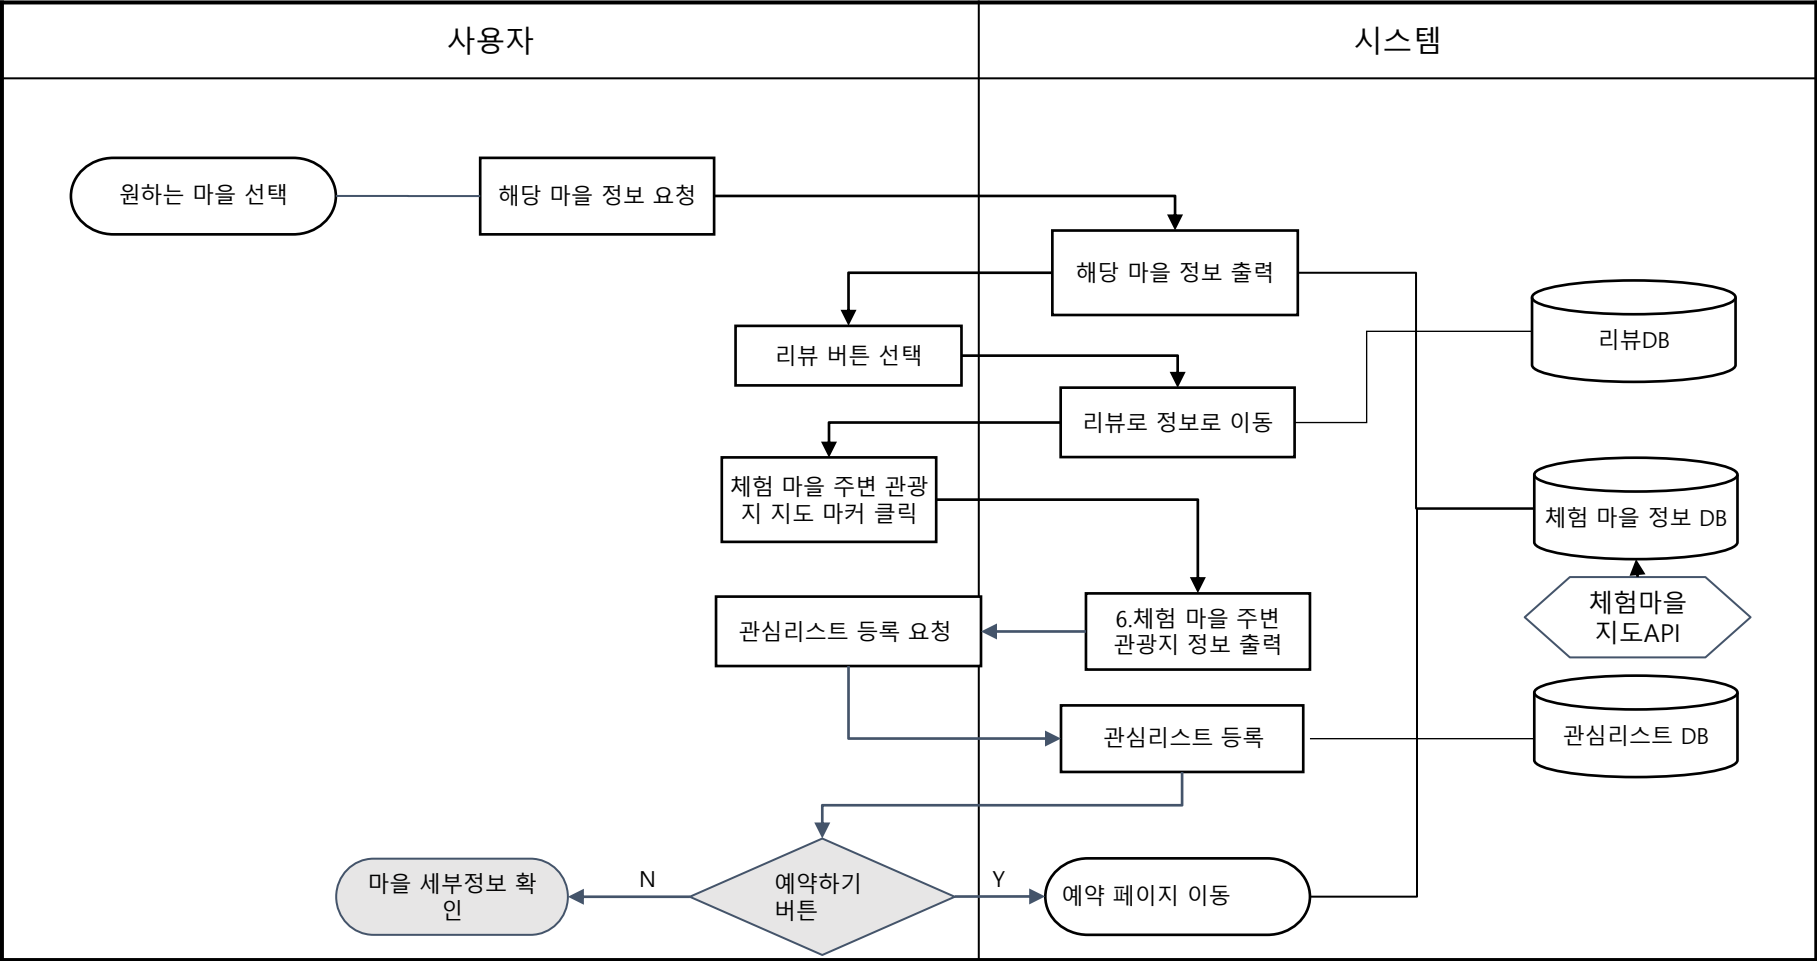 사용자
시스템
원하는 마을 선택
해당 마을 정보 요청
해당 마을 정보 출력
리뷰 버튼 선택
리뷰DB
리뷰로 정보로 이동
체험 마을 주변 관광
지 지도 마커 클릭
체험 마을 정보 DB
체험마을
지도API
관심리스트 등록 요청
6.체험 마을 주변
관광지 정보 출력
관심리스트 등록
관심리스트 DB
마을 세부정보 확
인
N
예약하기
버튼
Y
예약 페이지 이동